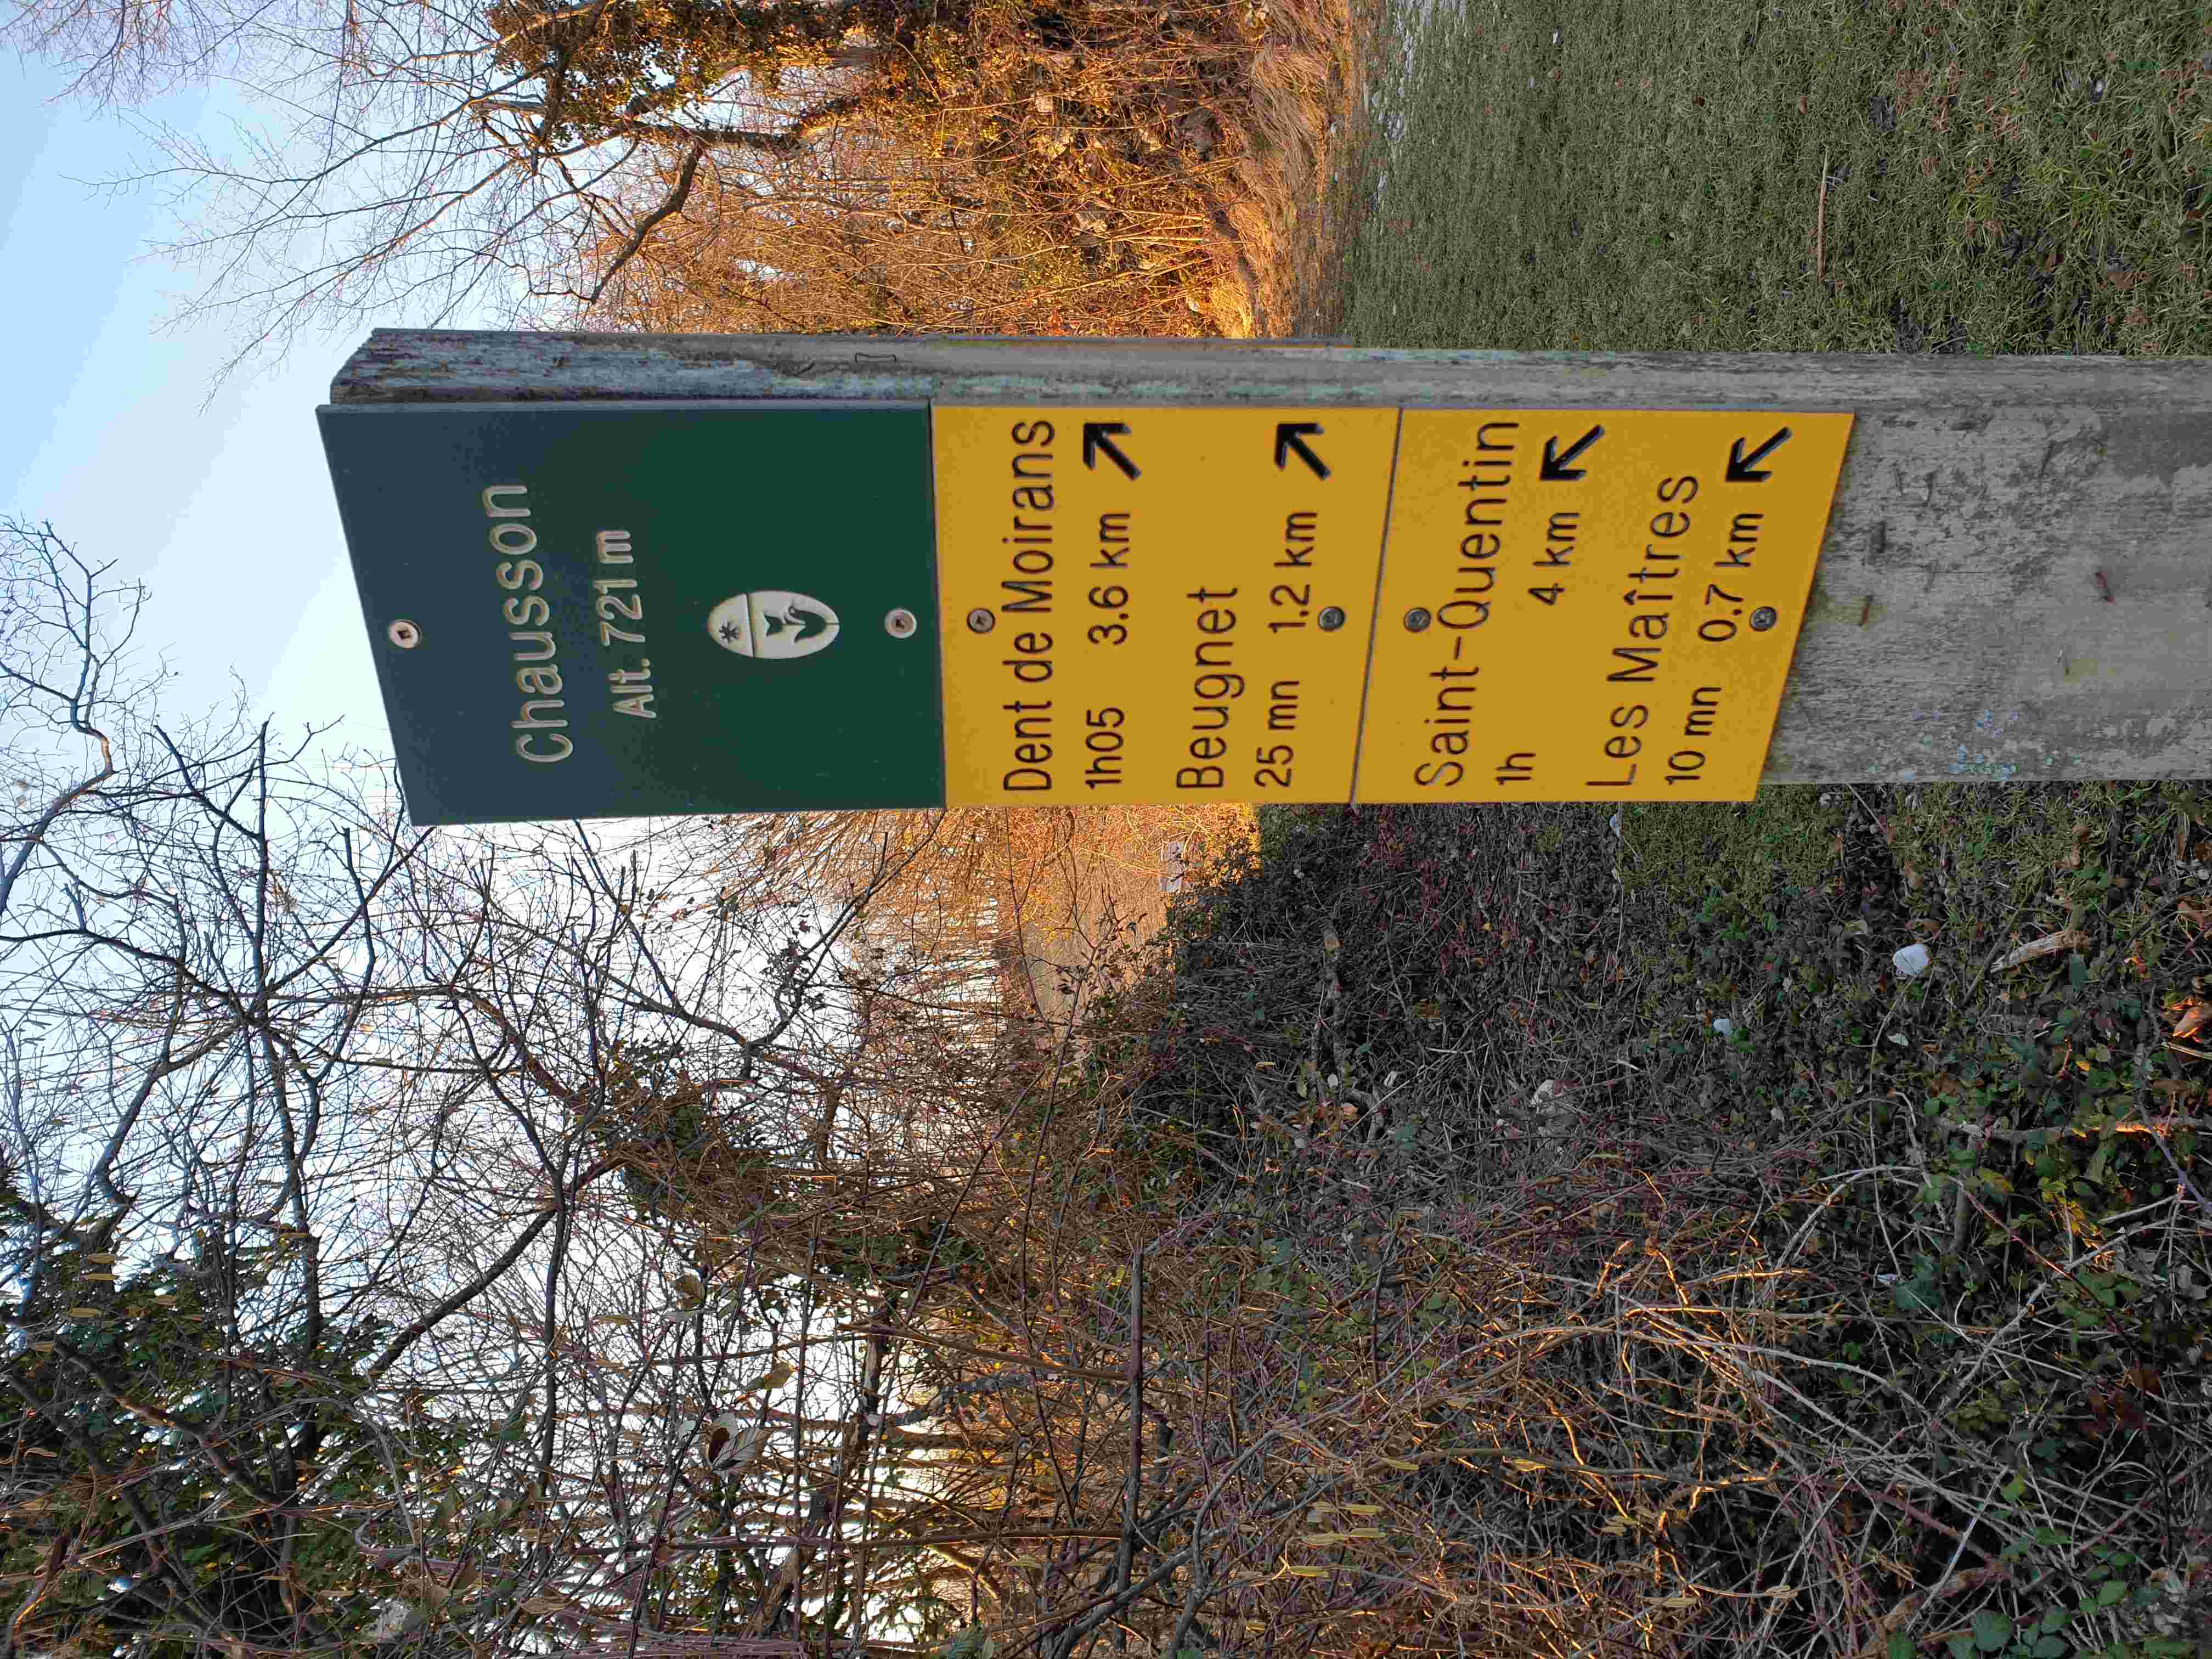 Chausson
Alt. 721 m
Dent de Moirans
1h05 3.6 km
Beugnet
25 mn 1.2 km
Saint-Quentin
1h 4 km
Les Maîtres
10 mn 0.7 km